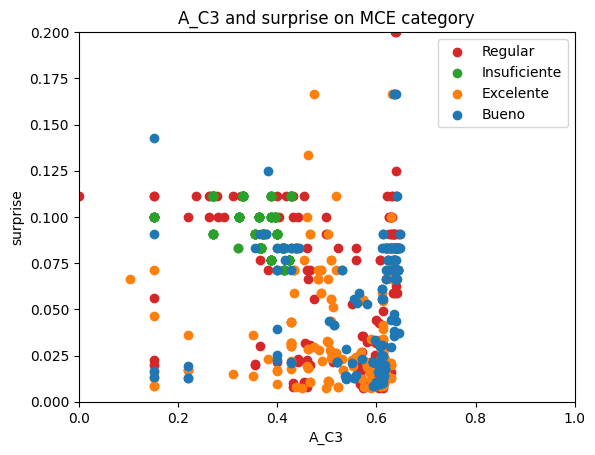 A_C3 and surprise on MCE category
0.200
0.175
0.150
0.125
0.100
0.075
0.050
0.025
0.000
surprise
Regular
Insuficiente
Excelente
Bueno
0.0 0.2 0.4 0.6 0.8 1.0
A_C3